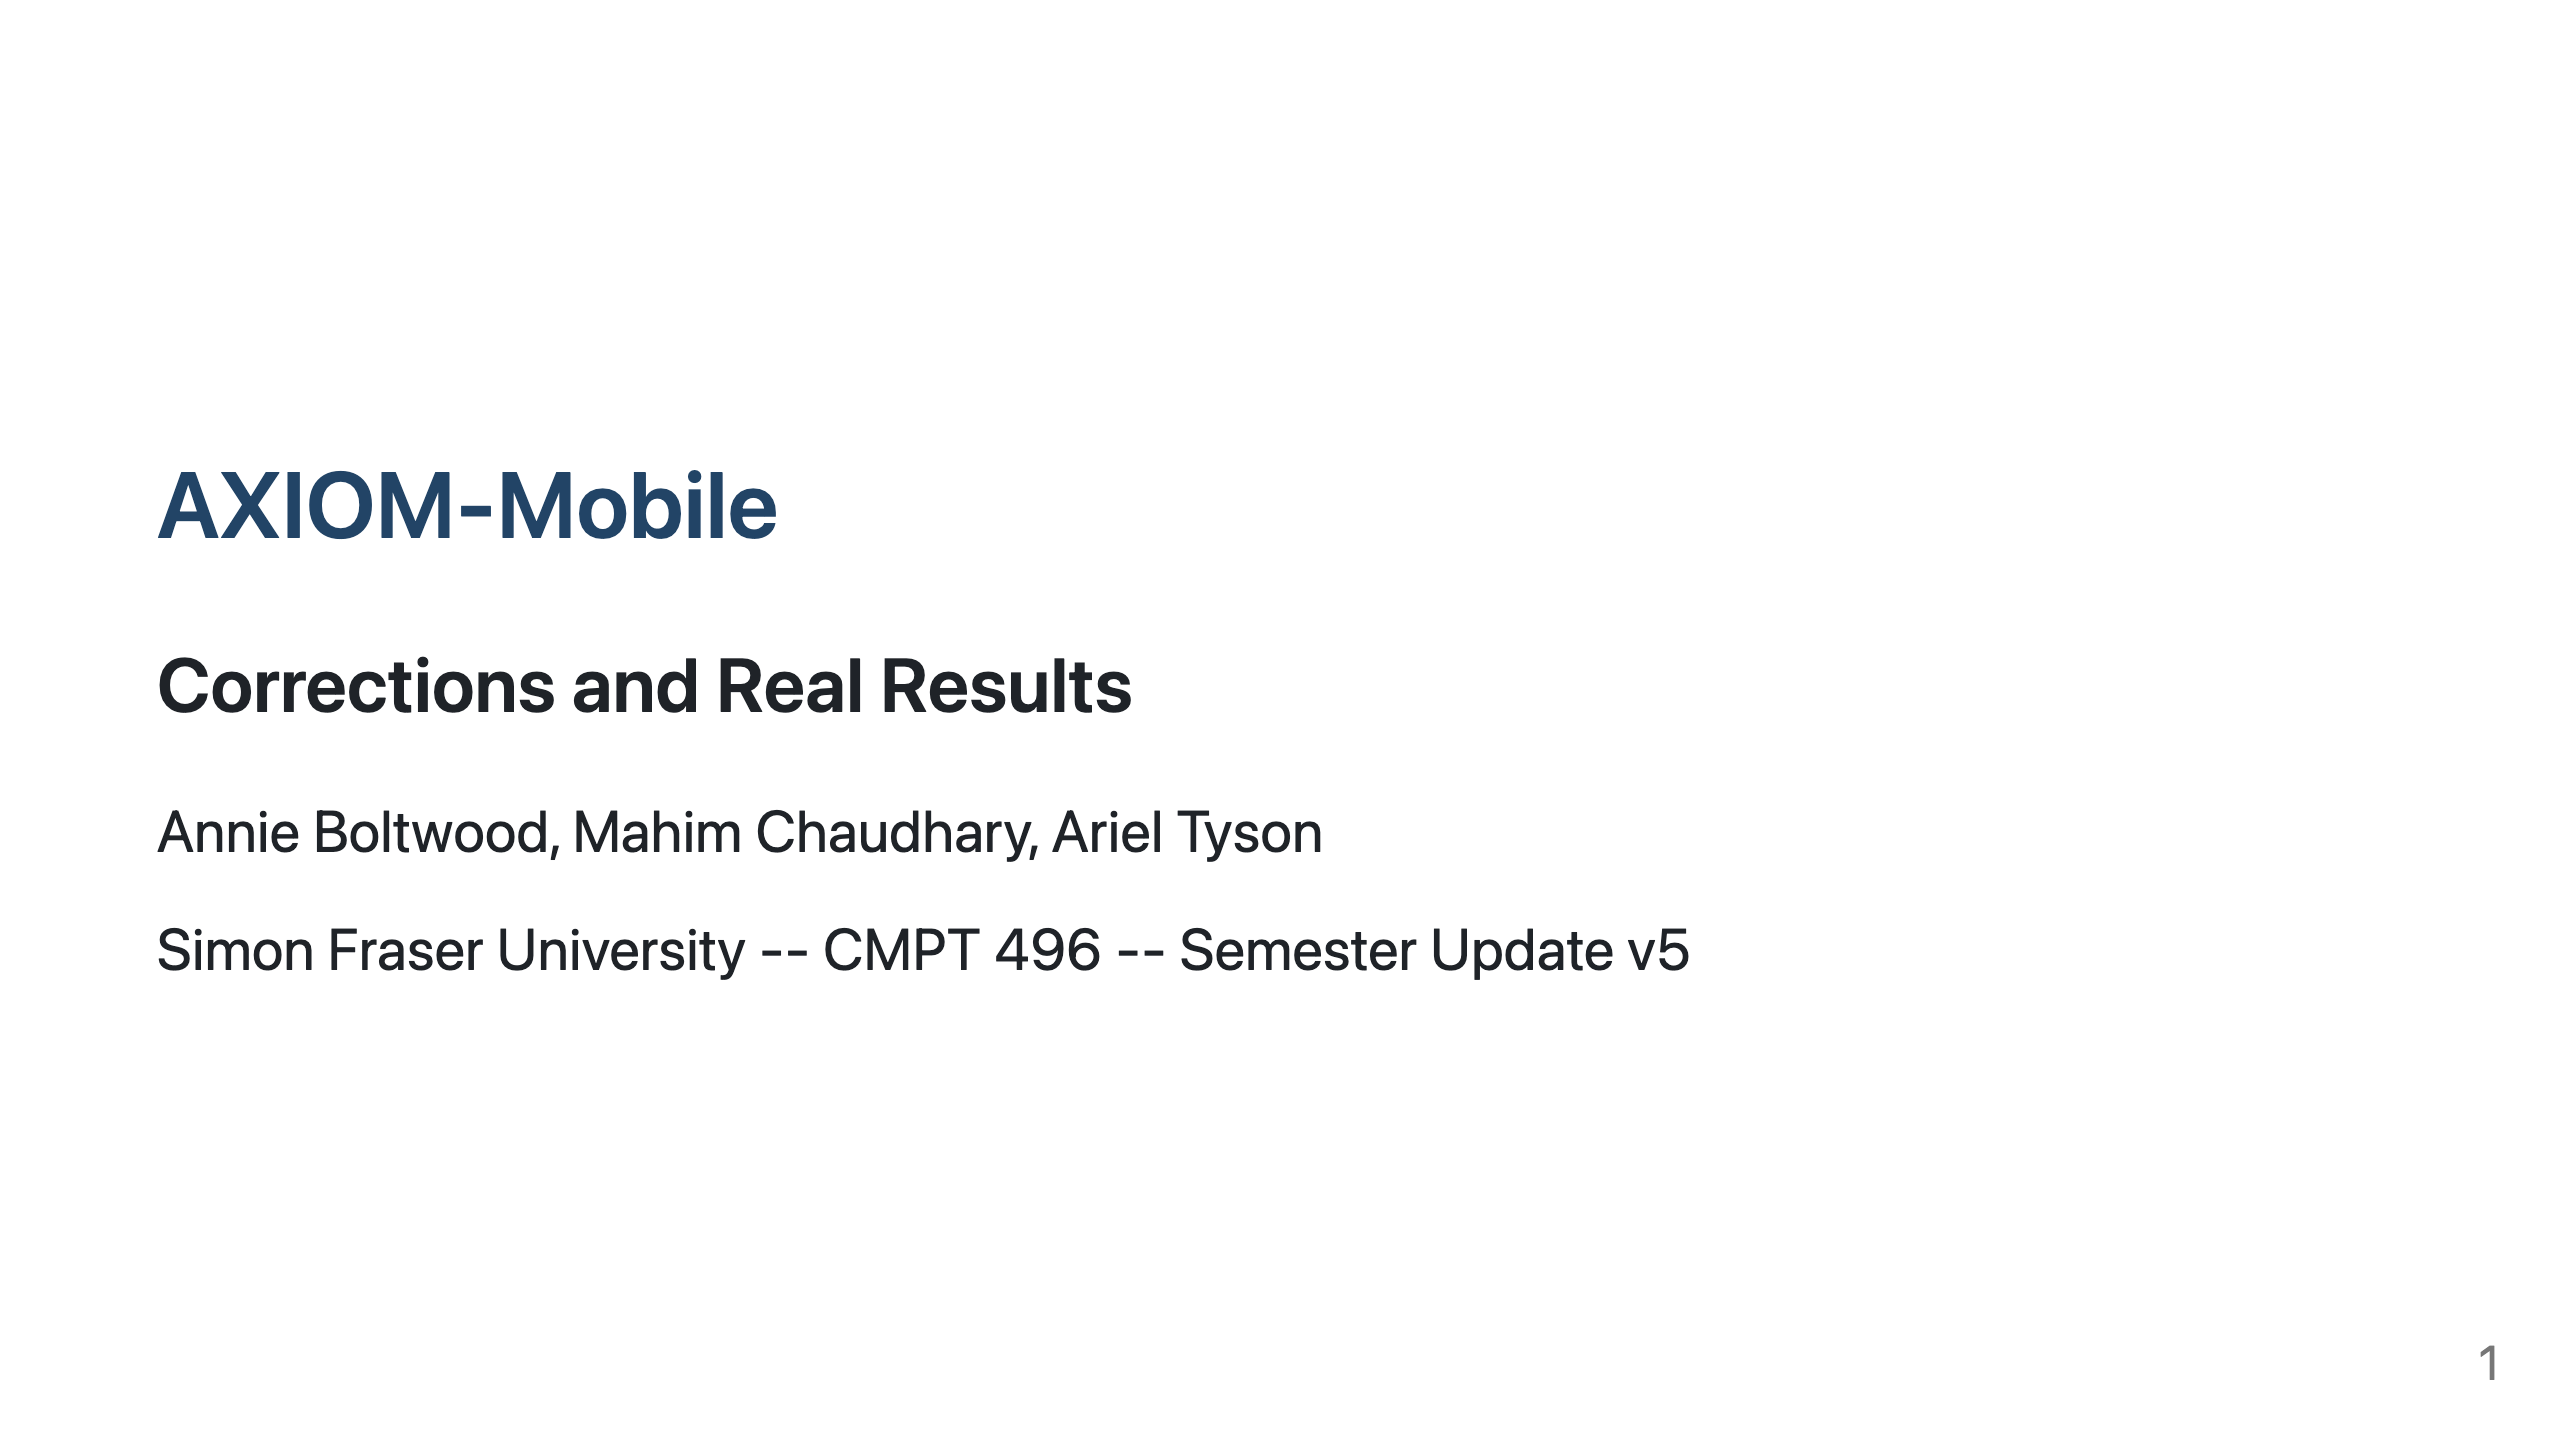 AXIOM-Mobile
Corrections and Real Results
Annie Boltwood, Mahim Chaudhary, Ariel Tyson
Simon Fraser University -- CMPT 496 -- Semester Update v5
1